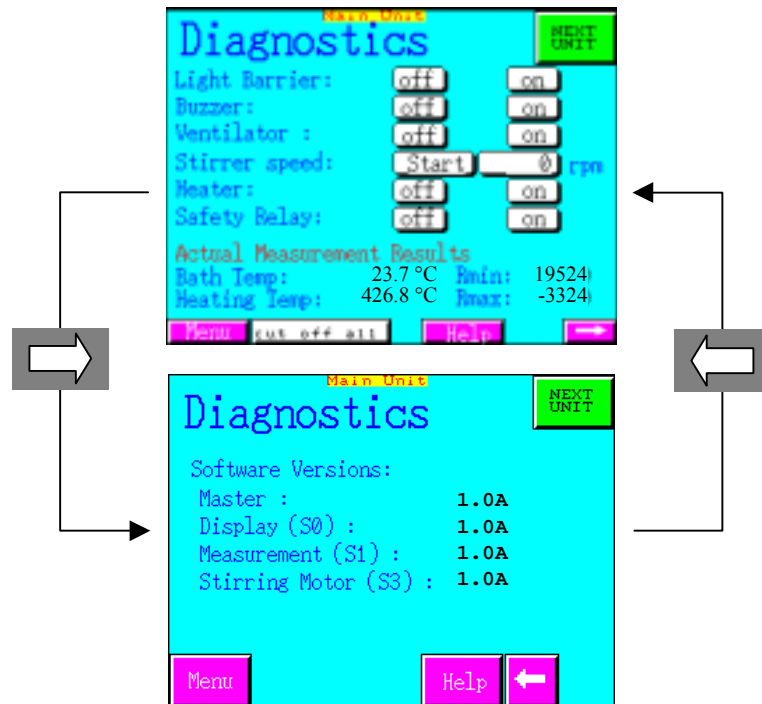 Main Unit
Diagnostics
NEXT
UNIT
Light Barrier: off on
Buzzer: off on
Ventilator : off on
Stirrer speed: Start 0 rpm
Heater: off on
Safety Relay: off on
Actual Measurement Results
Bath Temp: 23.7 °C Rmin: 19524
Heating Temp: 426.8 °C Rmax: -3324
Menu cut off all Help
Main Unit
Diagnostics
NEXT
UNIT
Software Versions:
Master : 1.0A
Display (S0) : 1.0A
Measurement (S1) : 1.0A
Stirring Motor (S3) : 1.0A
Menu Help